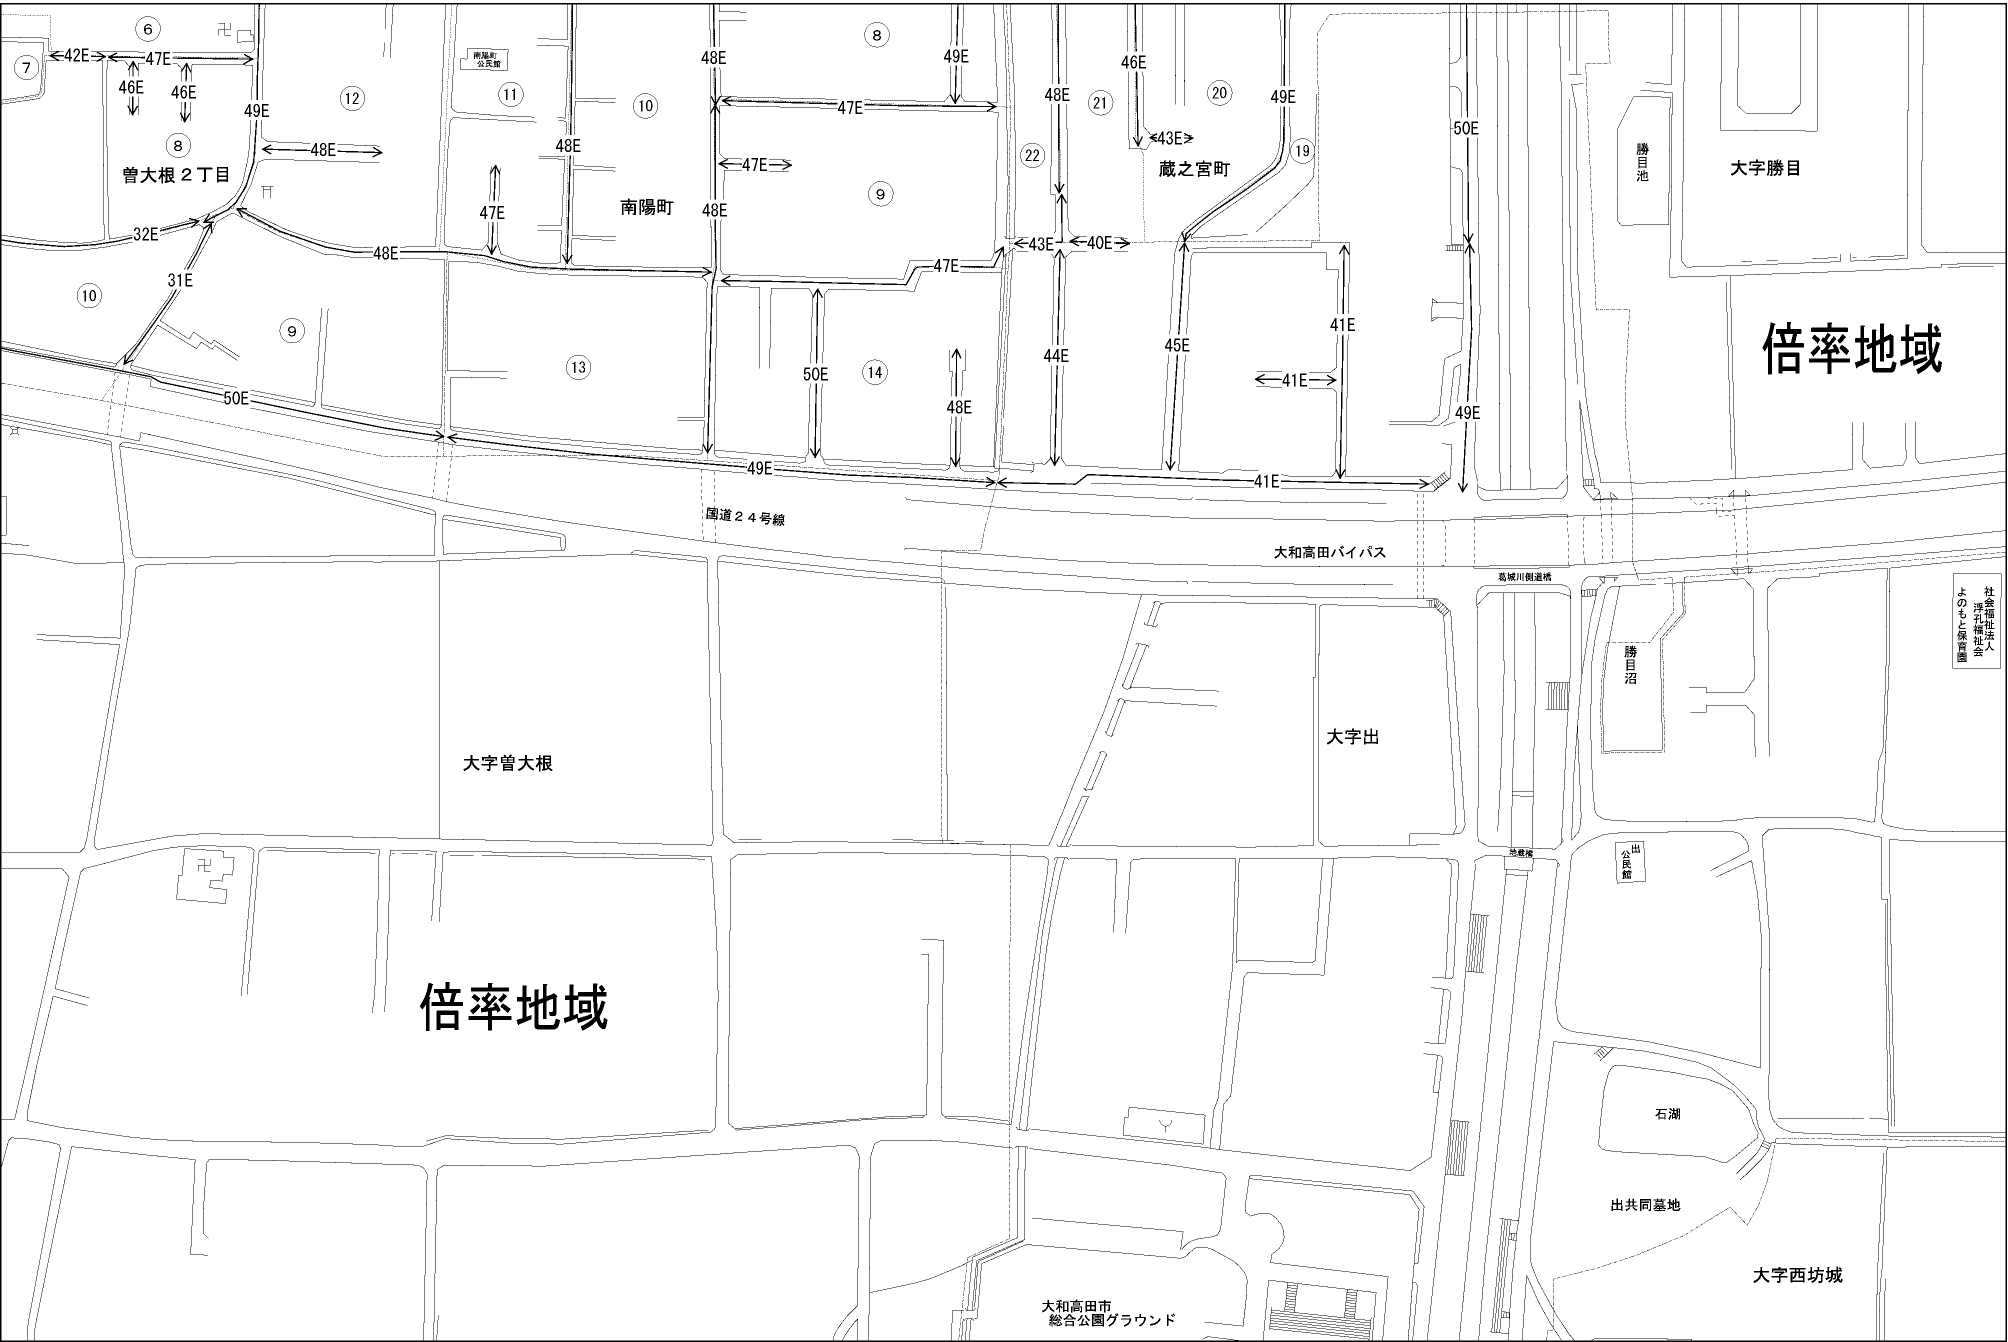 6
卍
7
42E
47E
46E
46E
49E
8
曽大根２丁目
12
48E
32E
31E
10
9
48E
50E
南陽町
公民館
11
48E
47E
10
南陽町
13
48E
48E
8
49E
47E
47E
9
47E
50E
14
48E
49E
48E
21
22
43E
40E
44E
46E
43E
20
蔵之宮町
49E
19
45E
41E
41E
41E
50E
49E
勝目池
大字勝目
倍率地域
国道２４号線
大和高田バイパス
葛城川側道橋
社会福祉法人
浮孔福祉会
よのもと保育園
勝目沼
大字出
大字曽大根
地蔵橋
出
公民館
卍
倍率地域
石湖
出共同墓地
大字西坊城
大和高田市
総合公園グラウンド